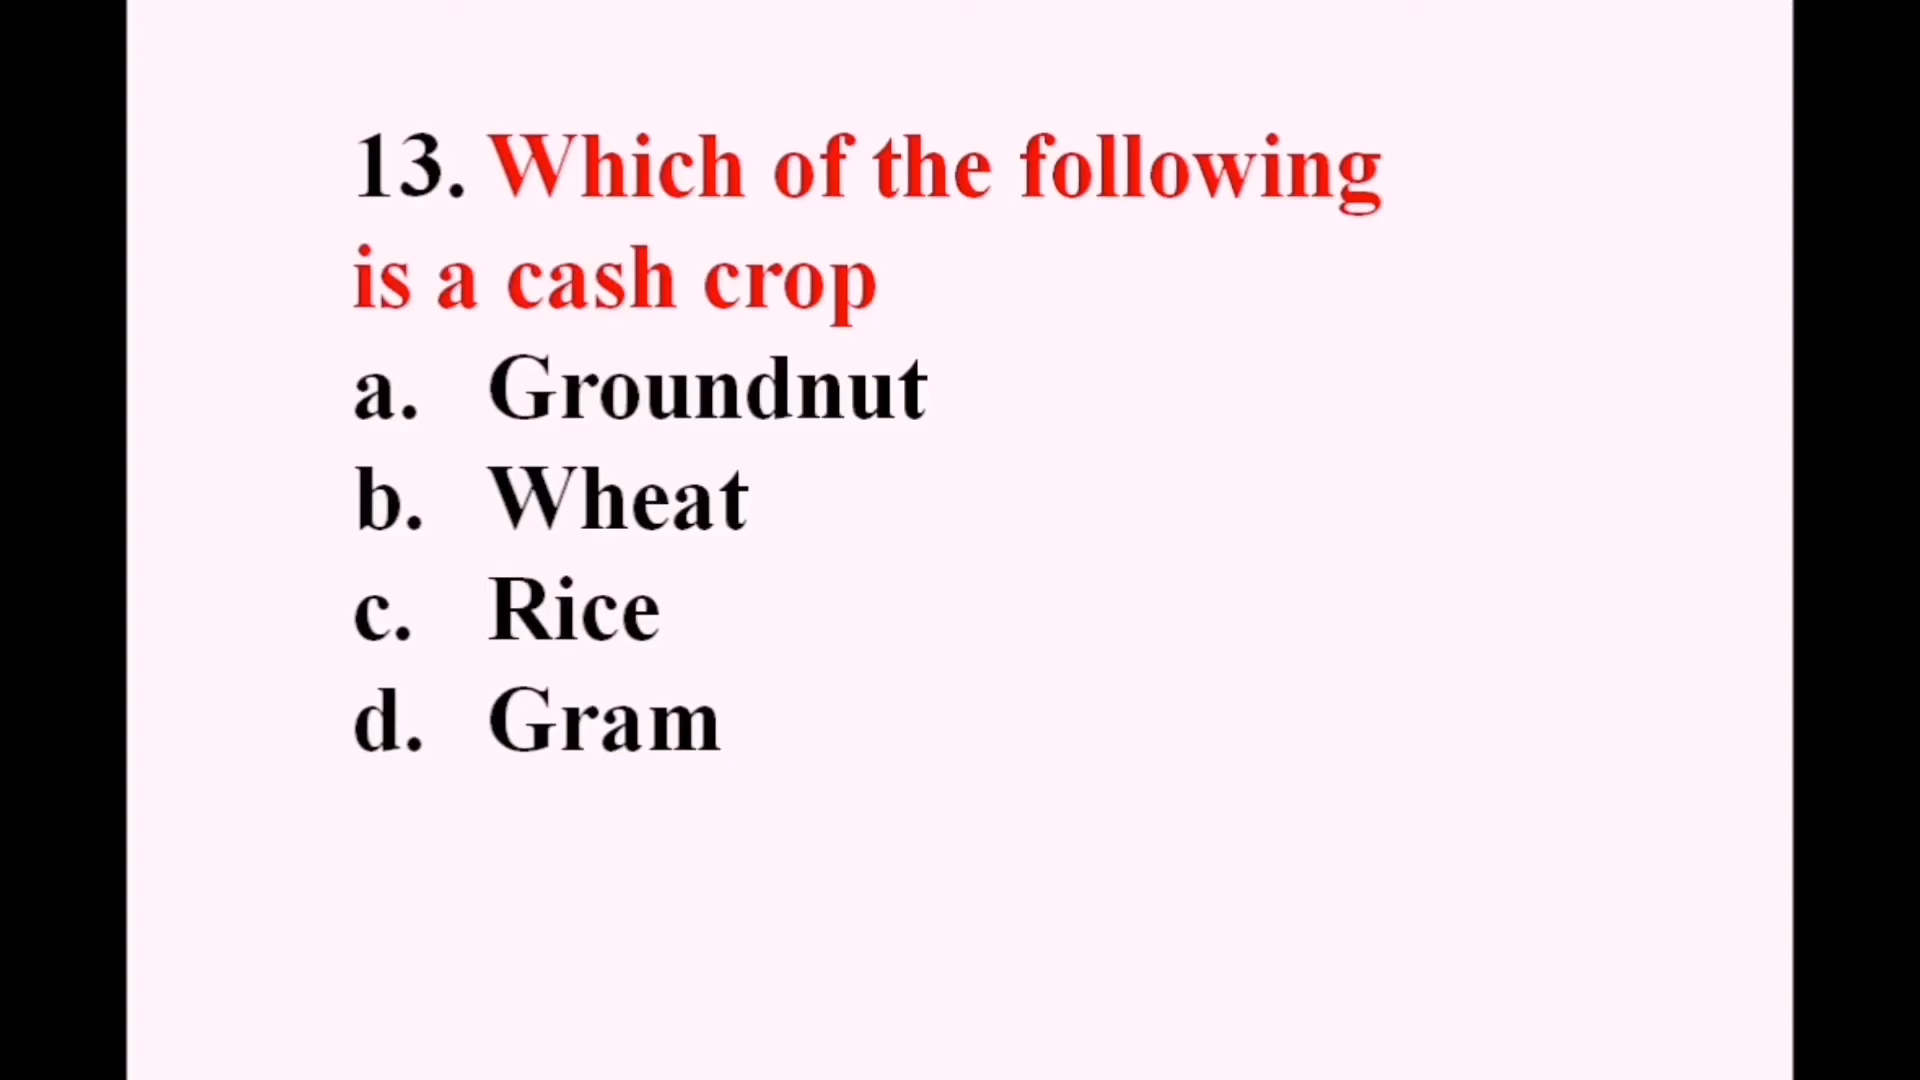 13. Which of the following
is a cash crop
a. Groundnut
b. Wheat
c. Rice
d. Gram